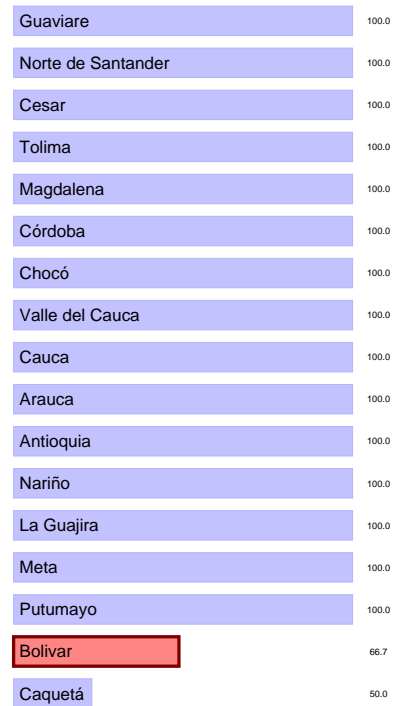 Guaviare 100.0
Norte de Santander 100.0
Cesar 100.0
Tolima 100.0
Magdalena 100.0
Córdoba 100.0
Chocó 100.0
Valle del Cauca 100.0
Cauca 100.0
Arauca 100.0
Antioquia 100.0
Nariño 100.0
La Guajira 100.0
Meta 100.0
Putumayo 100.0
Bolivar 66.7
Caquetá 50.0